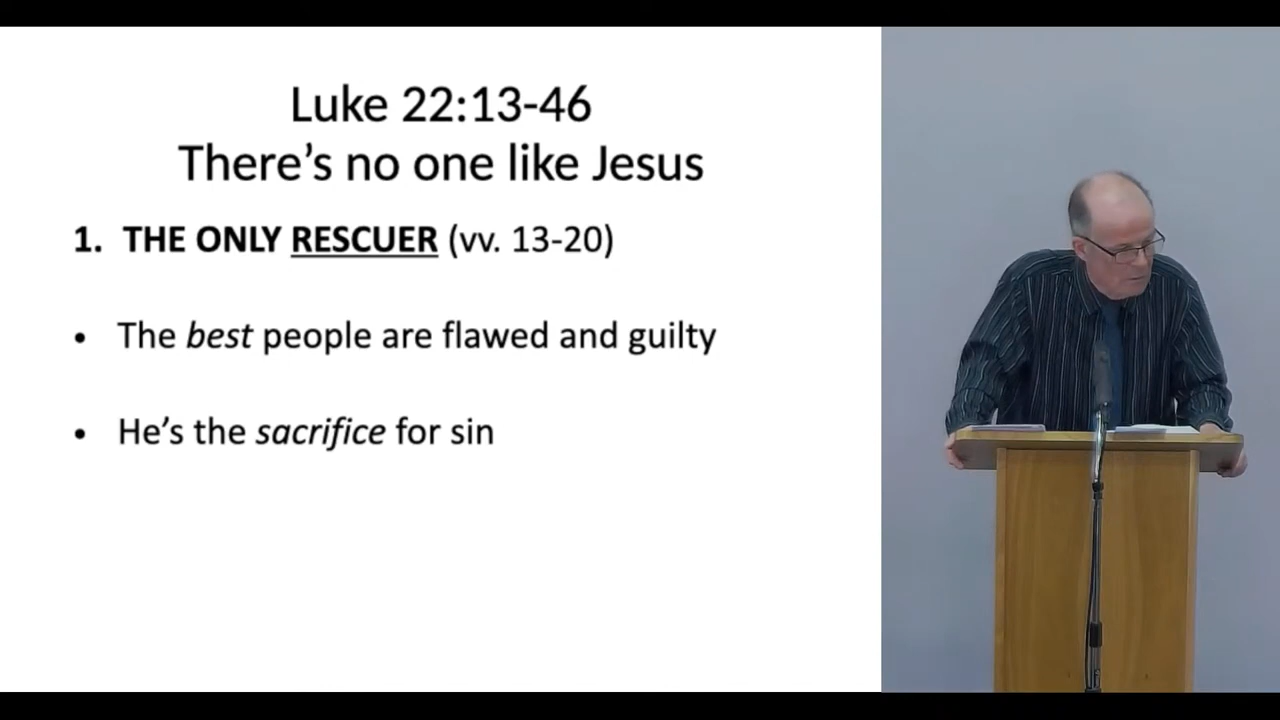 Luke 22:13-46
There’s no one like Jesus
1. THE ONLY RESCUER (vv. 13-20)
• The best people are flawed and guilty
• He’s the sacrifice for sin